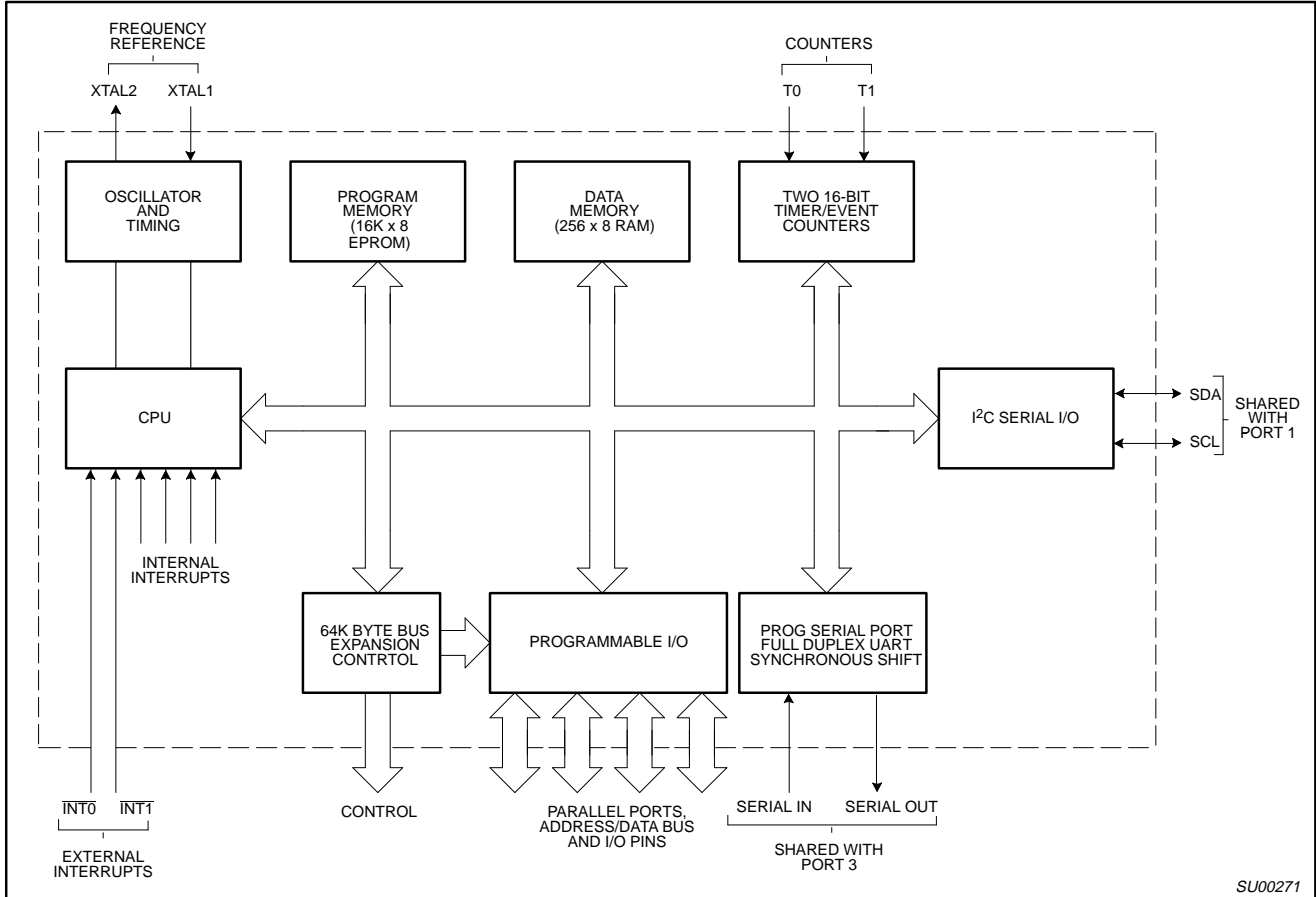 FREQUENCY
REFERENCE
COUNTERS
XTAL2 XTAL1
T0 T1
OSCILLATOR
AND
TIMING
PROGRAM
MEMORY
(16K x 8
EPROM)
DATA
MEMORY
(256 x 8 RAM)
TWO 16-BIT
TIMER/EVENT
COUNTERS
CPU
I²C SERIAL I/O
SDA
SCL
SHARED
WITH
PORT 1
INTERNAL
INTERRUPTS
64K BYTE BUS
EXPANSION
CONTRTOL
PROGRAMMABLE I/O
PROG SERIAL PORT
FULL DUPLEX UART
SYNCHRONOUS SHIFT
INT0 INT1
EXTERNAL
INTERRUPTS
CONTROL
PARALLEL PORTS,
ADDRESS/DATA BUS
AND I/O PINS
SERIAL IN SERIAL OUT
SHARED WITH
PORT 3
SU00271